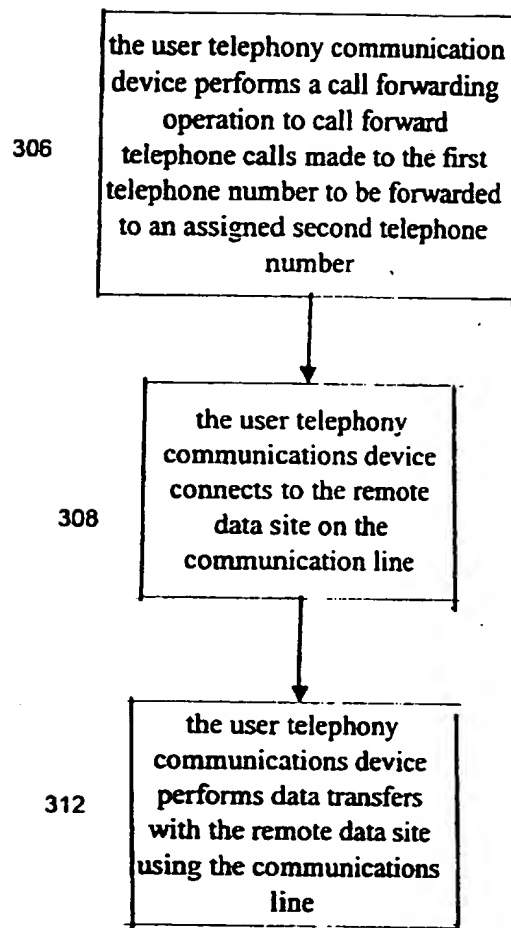 306
the user telephony communication
device performs a call forwarding
operation to call forward
telephone calls made to the first
telephone number to be forwarded
to an assigned second telephone
number
308
the user telephony
communications device
connects to the remote
data site on the
communication line
312
the user telephony
communications device
performs data transfers
with the remote data site
using the communications
line